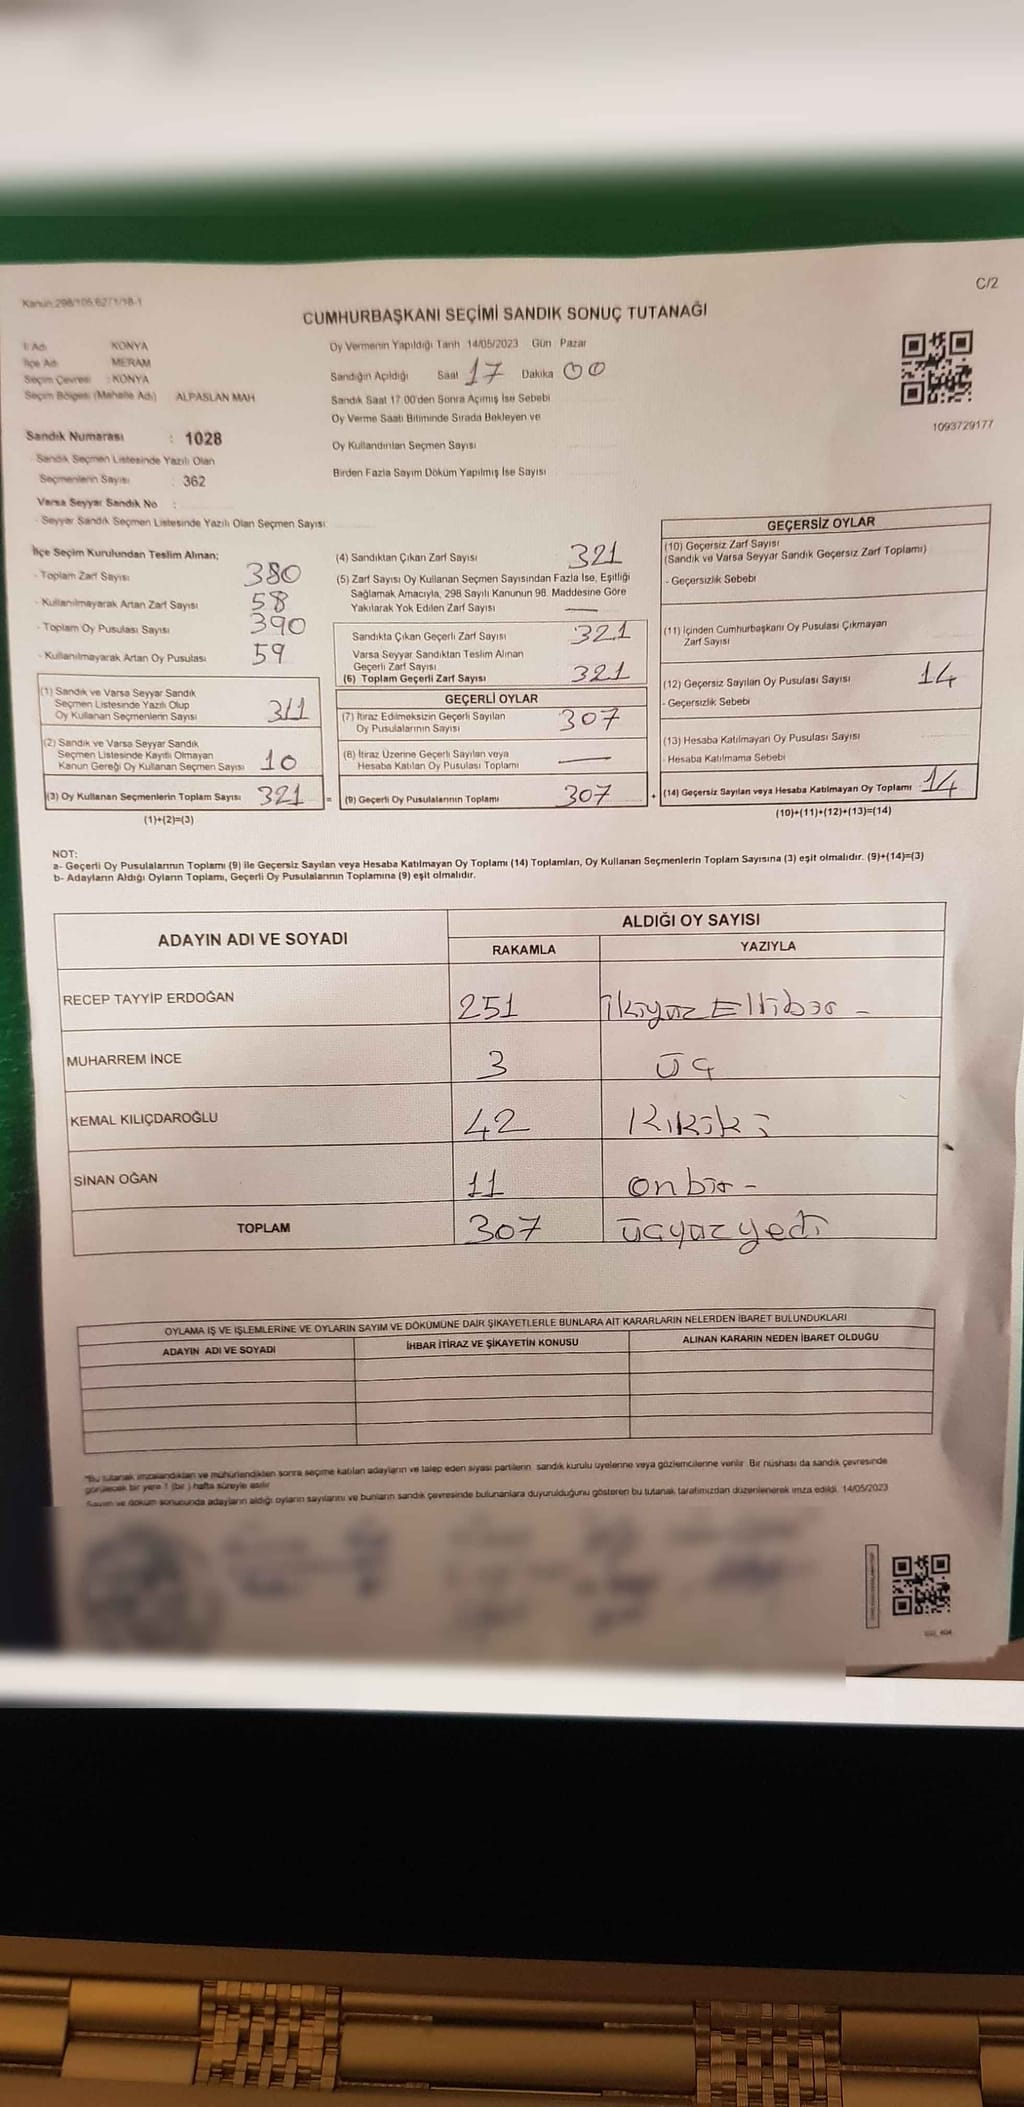 Kanun:298/105,6271/18-1
C/2
CUMHURBAŞKANI SEÇİMİ SANDIK SONUÇ TUTANAĞI
İl Adı KONYA
İlçe Adı MERAM
Seçim Çevresi : KONYA
Seçim Bölgesi (Mahalle Adı) ALPASLAN MAH
Sandık Numarası : 1028
Sandık Seçmen Listesinde Yazılı Olan
Seçmenlerin Sayısı : 362
Varsa Seyyar Sandık No :
- Seyyar Sandık Seçmen Listesinde Yazılı Olan Seçmen Sayısı
Oy Vermenin Yapıldığı Tarih 14/05/2023 Gün : Pazar
Sandığın Açıldığı Saat 17 Dakika 00
Sandık Saat 17:00'den Sonra Açımış İse Sebebi
Oy Verme Saati Bitiminde Sırada Bekleyen ve
Oy Kullandırılan Seçmen Sayısı
Birden Fazla Sayım Döküm Yapılmış İse Sayısı
1093729177
İlçe Seçim Kurulundan Teslim Alınan;
- Toplam Zarf Sayısı 380
- Kullanılmayarak Artan Zarf Sayısı 58
- Toplam Oy Pusulası Sayısı 390
- Kullanılmayarak Artan Oy Pusulası 59
(1) Sandık ve Varsa Seyyar Sandık
Seçmen Listesinde Yazılı Olup
Oy Kullanan Seçmenlerin Sayısı 311
(2) Sandık ve Varsa Seyyar Sandık
Seçmen Listesinde Kayıtlı Olmayan
Kanun Gereği Oy Kullanan Seçmen Sayısı 10
(3) Oy Kullanan Seçmenlerin Toplam Sayısı 321 =
(1)+(2)=(3)
(4) Sandıktan Çıkan Zarf Sayısı 321
(5) Zarf Sayısı Oy Kullanan Seçmen Sayısından Fazla İse, Eşitliği
Sağlamak Amacıyla, 298 Sayılı Kanunun 98. Maddesine Göre
Yakılarak Yok Edilen Zarf Sayısı —
Sandıkta Çıkan Geçerli Zarf Sayısı 321
Varsa Seyyar Sandıktan Teslim Alınan
Geçerli Zarf Sayısı
(6) Toplam Geçerli Zarf Sayısı 321
GEÇERLİ OYLAR
(7) İtiraz Edilmeksizin Geçerli Sayılan
Oy Pusulalarının Sayısı 307
(8) İtiraz Üzerine Geçerli Sayılan veya
Hesaba Katılan Oy Pusulası Toplamı —
(9) Geçerli Oy Pusulalarının Toplamı 307 +
GEÇERSİZ OYLAR
(10) Geçersiz Zarf Sayısı
(Sandık ve Varsa Seyyar Sandık Geçersiz Zarf Toplamı)
- Geçersizlik Sebebi
(11) İçinden Cumhurbaşkanı Oy Pusulası Çıkmayan
Zarf Sayısı
(12) Geçersiz Sayılan Oy Pusulası Sayısı 14
- Geçersizlik Sebebi
(13) Hesaba Katılmayan Oy Pusulası Sayısı
- Hesaba Katılmama Sebebi
(14) Geçersiz Sayılan veya Hesaba Katılmayan Oy Toplamı 14
(10)+(11)+(12)+(13)=(14)
NOT:
a- Geçerli Oy Pusulalarının Toplamı (9) ile Geçersiz Sayılan veya Hesaba Katılmayan Oy Toplamı (14) Toplamları, Oy Kullanan Seçmenlerin Toplam Sayısına (3) eşit olmalıdır. (9)+(14)=(3)
b- Adayların Aldığı Oyların Toplamı, Geçerli Oy Pusulalarının Toplamına (9) eşit olmalıdır.
ADAYIN ADI VE SOYADI ALDIĞI OY SAYISI
RAKAMLA YAZIYLA
RECEP TAYYİP ERDOĞAN 251 ikiyüz Ellibir -
MUHARREM İNCE 3 ÜÇ
KEMAL KILIÇDAROĞLU 42 Kıkiki
SİNAN OĞAN 11 onbir -
TOPLAM 307 üçyüzyedi
OYLAMA İŞ VE İŞLEMLERİNE VE OYLARIN SAYIM VE DÖKÜMÜNE DAİR ŞİKAYETLERLE BUNLARA AİT KARARLARIN NELERDEN İBARET BULUNDUKLARI
ADAYIN ADI VE SOYADI İHBAR İTİRAZ VE ŞİKAYETİN KONUSU ALINAN KARARIN NEDEN İBARET OLDUĞU
*Bu tutanak imzalandıktan ve mühürlendikten sonra seçime katılan adayların ve talep eden siyasi partilerin sandık kurulu üyelerine veya gözlemcilerine verilir. Bir nüshası da sandık çevresinde
görülecek bir yere 1 (bir) hafta süreyle asılır
Sayım ve döküm sonucunda adayların aldığı oyların sayılarını ve bunların sandık çevresinde bulunanlara duyurulduğunu gösteren bu tutanak tarafımızdan düzenlenerek imza edildi. 14/05/2023